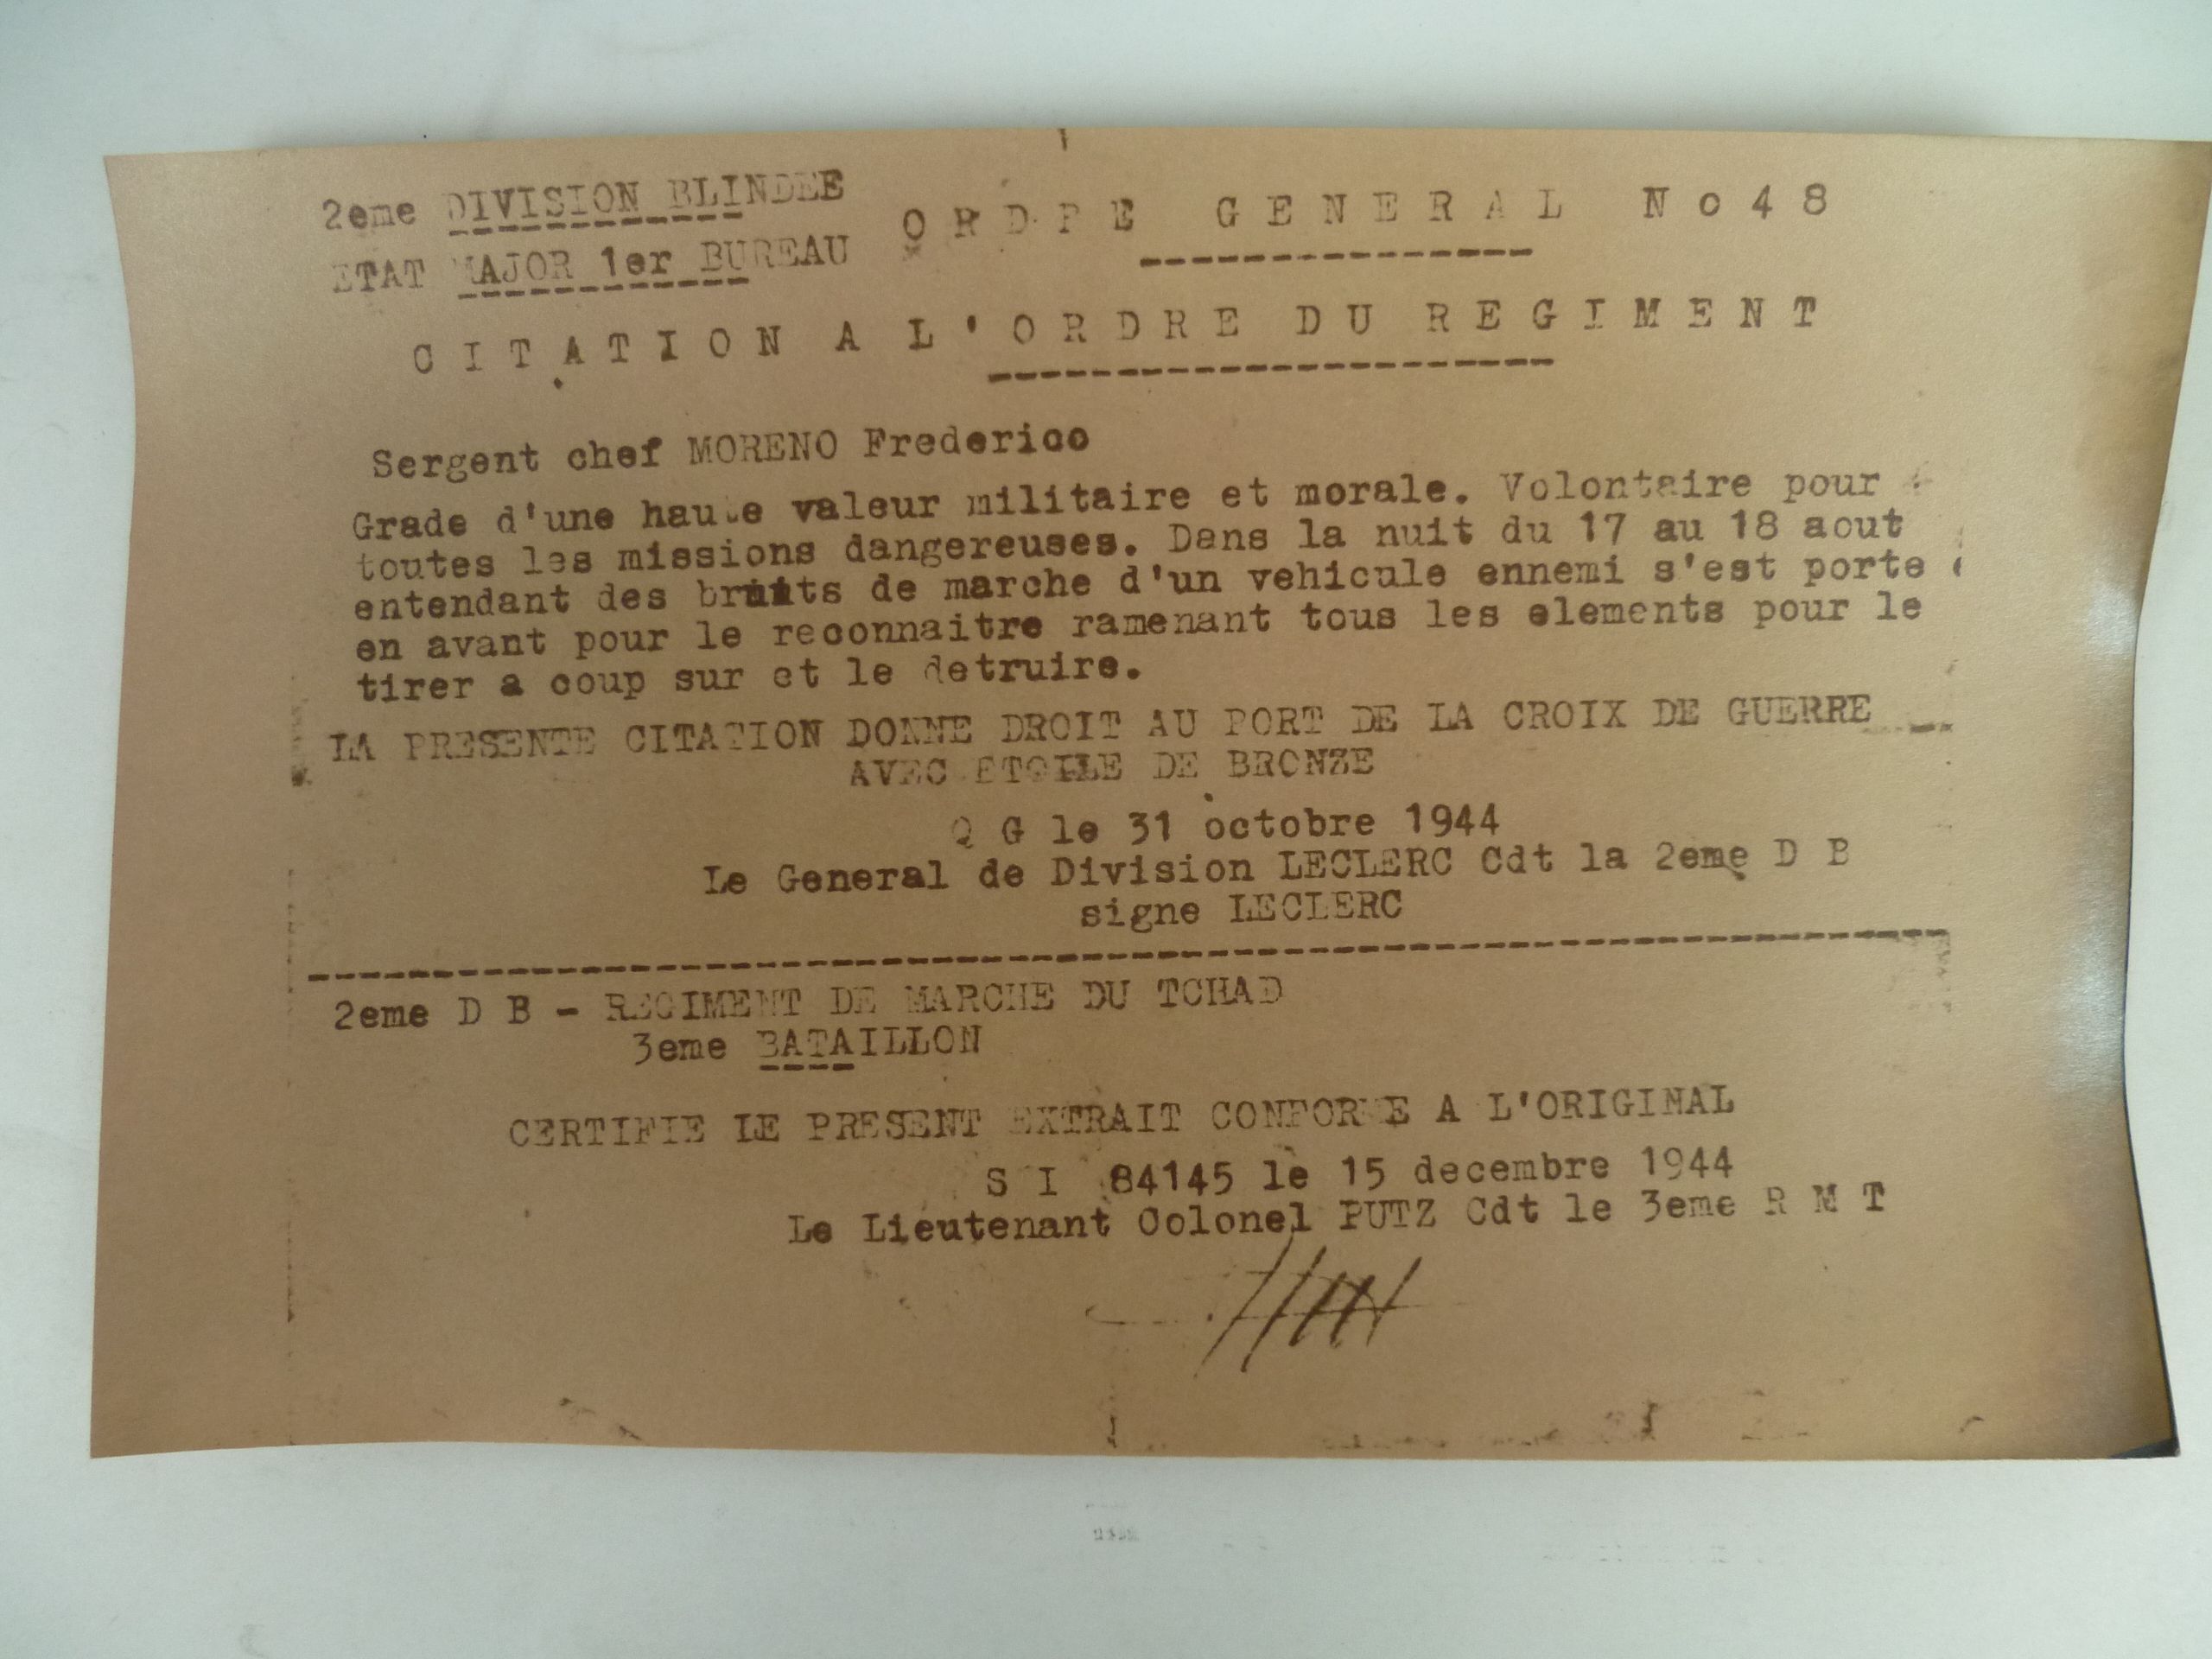 2eme DIVISION BLINDEE
ETAT MAJOR 1er BUREAU
ORDRE GENERAL No 48
CITATION A L'ORDRE DU REGIMENT
Sergent chef MORENO Frederico
Grade d'une haute valeur militaire et morale. Volontaire pour
toutes les missions dangereuses. Dans la nuit du 17 au 18 aout
entendant des bruits de marche d'un vehicule ennemi s'est porte
en avant pour le reconnaitre ramenant tous les elements pour le
tirer a coup sur et le detruire.
LA PRESENTE CITATION DONNE DROIT AU PORT DE LA CROIX DE GUERRE
AVEC ETOILE DE BRONZE
Q G le 31 octobre 1944
Le General de Division LECLERC Cdt la 2eme D B
signe LECLERC
2eme D B - REGIMENT DE MARCHE DU TCHAD
3eme BATAILLON
CERTIFIE LE PRESENT EXTRAIT CONFORME A L'ORIGINAL
S I 84145 le 15 decembre 1944
Le Lieutenant Colonel PUTZ Cdt le 3eme R M T